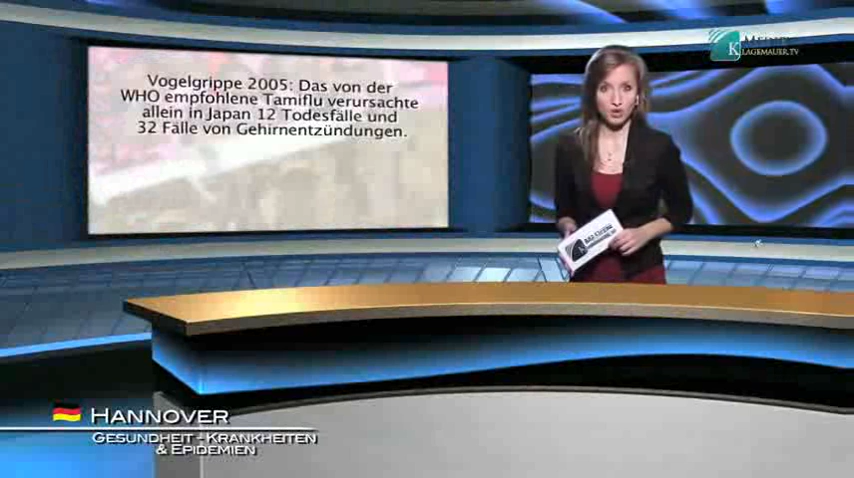 K
KLAGEMAUER.TV
Vogelgrippe 2005: Das von der
WHO empfohlene Tamiflu verursachte
allein in Japan 12 Todesfälle und
32 Fälle von Gehirnentzündungen.
HANNOVER
GESUNDHEIT - KRANKHEITEN
& EPIDEMIEN